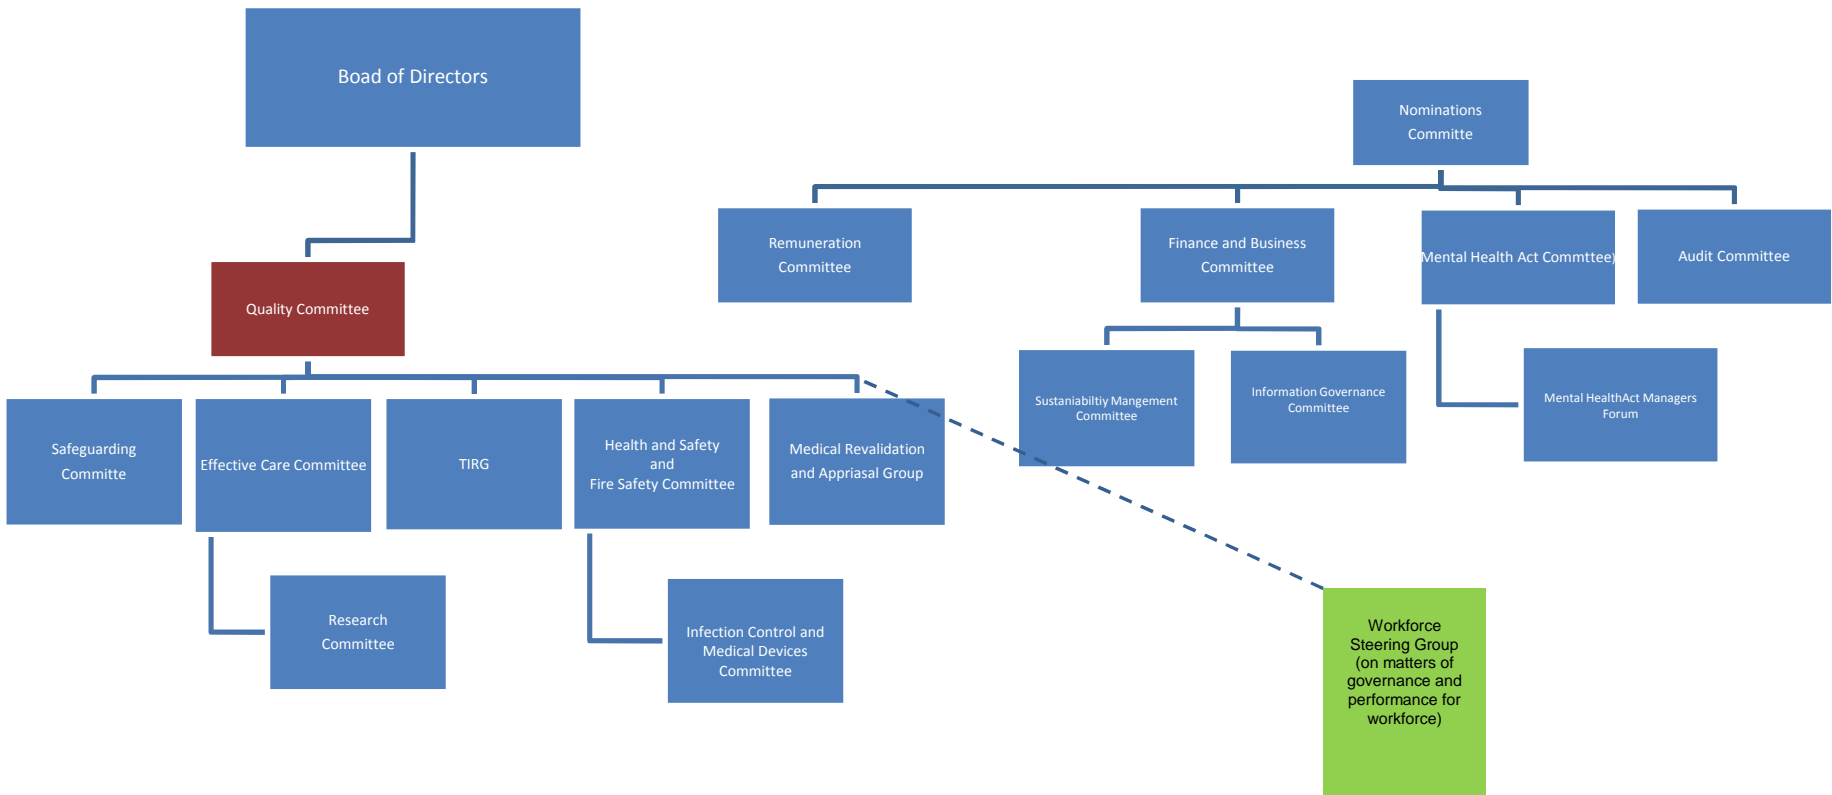 Boad of Directors
Nominations
Committe
Remuneration
Committee
Finance and Business
Committee
Mental Health Act Commttee)
Audit Committee
Quality Committee
Sustaniabiltiy Mangement
Committee
Information Governance
Committee
Mental HealthAct Managers
Forum
Safeguarding
Committe
Effective Care Committee
TIRG
Health and Safety
and
Fire Safety Committee
Medical Revalidation
and Appriasal Group
Research
Committee
Infection Control and
Medical Devices
Committee
Workforce
Steering Group
(on matters of
governance and
performance for
workforce)